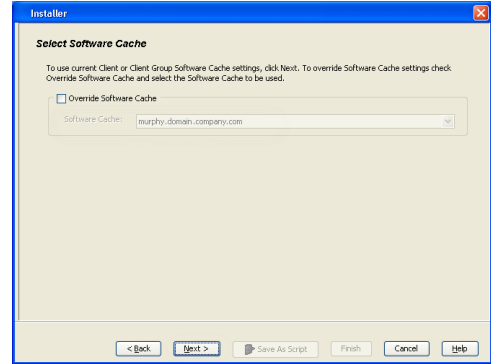 Installer
Select Software Cache
To use current Client or Client Group Software Cache settings, click Next. To override Software Cache settings check
Override Software Cache and select the Software Cache to be used.
Override Software Cache
Software Cache: murphy.domain.company.com
< Back Next > Save As Script Finish Cancel Help